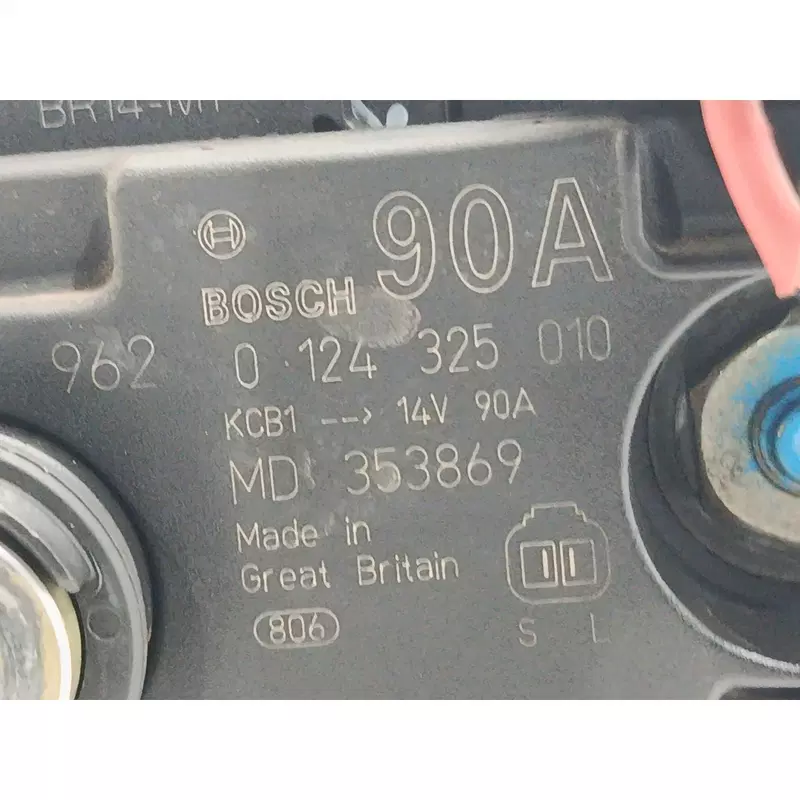 BR14-M1
90A
BOSCH
962 0 124 325 010
KCB1 --> 14V 90A
MD 353869
Made in
Great Britain
806
S L